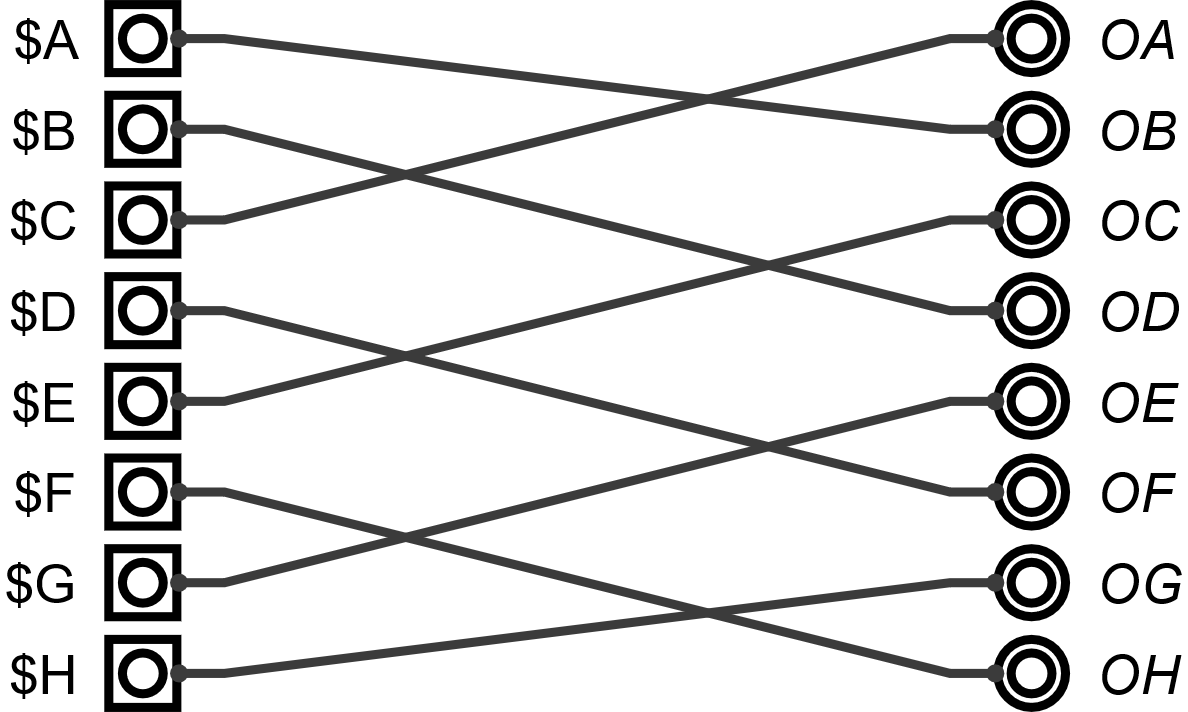 $A OA
$B OB
$C OC
$D OD
$E OE
$F OF
$G OG
$H OH